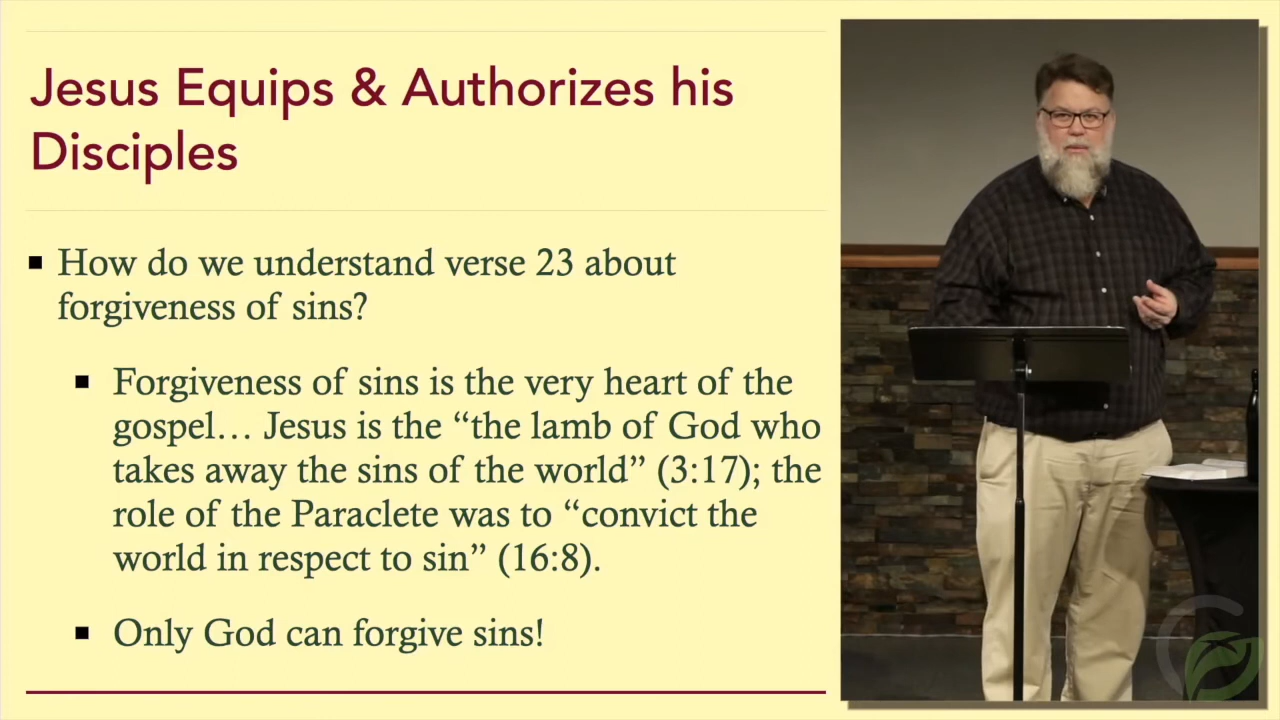 Jesus Equips & Authorizes his
Disciples
▪ How do we understand verse 23 about
forgiveness of sins?
▪ Forgiveness of sins is the very heart of the
gospel… Jesus is the “the lamb of God who
takes away the sins of the world” (3:17); the
role of the Paraclete was to “convict the
world in respect to sin” (16:8).
▪ Only God can forgive sins!